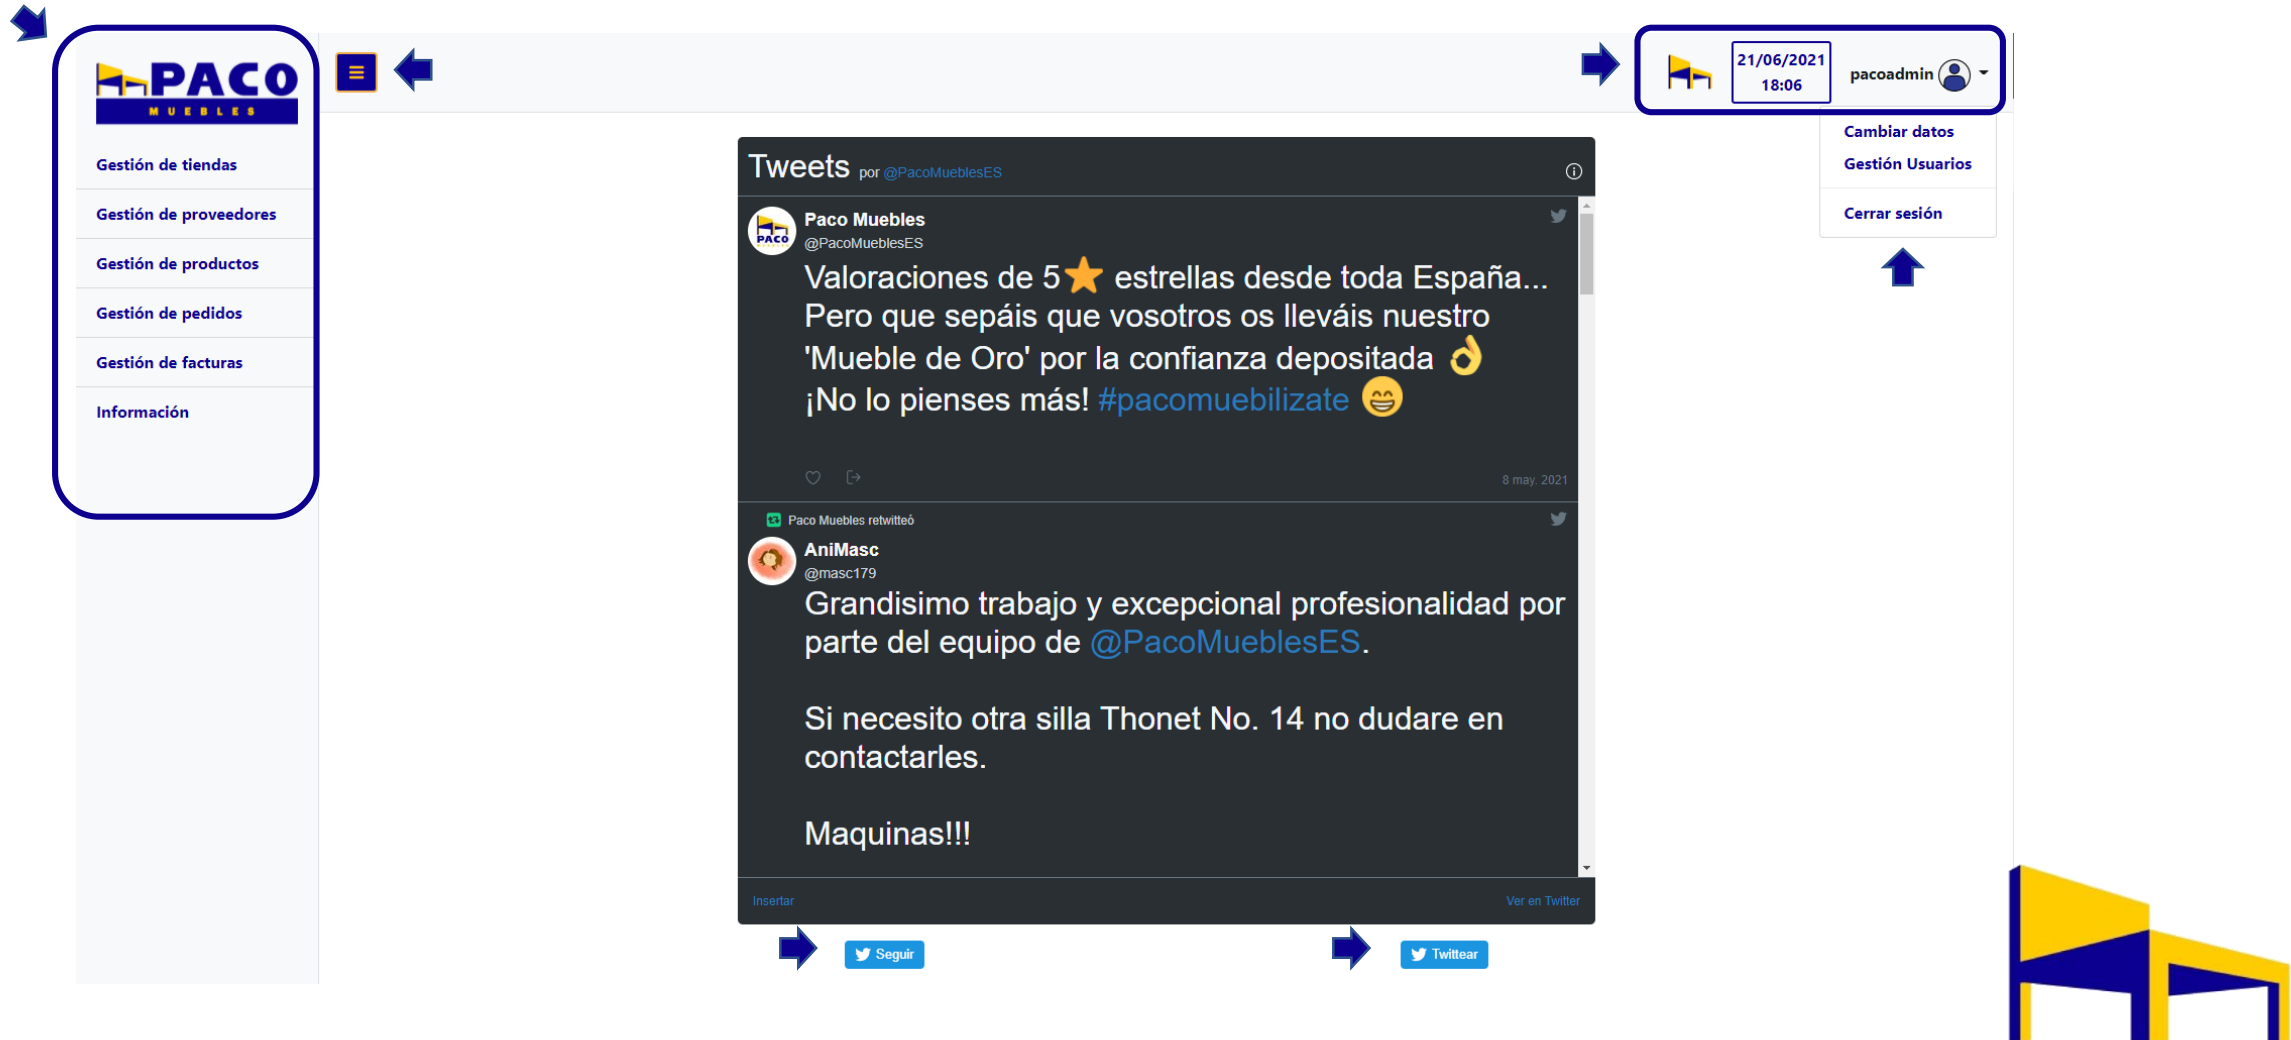 PACO
MUEBLES
Gestión de tiendas
Gestión de proveedores
Gestión de productos
Gestión de pedidos
Gestión de facturas
Información
21/06/2021
18:06
pacoadmin
Cambiar datos
Gestión Usuarios
Cerrar sesión
Tweets por @PacoMueblesES
PACO
Paco Muebles
@PacoMueblesES
Valoraciones de 5⭐ estrellas desde toda España...
Pero que sepáis que vosotros os lleváis nuestro
'Mueble de Oro' por la confianza depositada 👌
¡No lo pienses más! #pacomuebilizate 😁
8 may. 2021
Paco Muebles retwitteó
AniMasc
@masc179
Grandisimo trabajo y excepcional profesionalidad por
parte del equipo de @PacoMueblesES.
Si necesito otra silla Thonet No. 14 no dudare en
contactarles.
Maquinas!!!
Insertar
Ver en Twitter
Seguir
Twittear